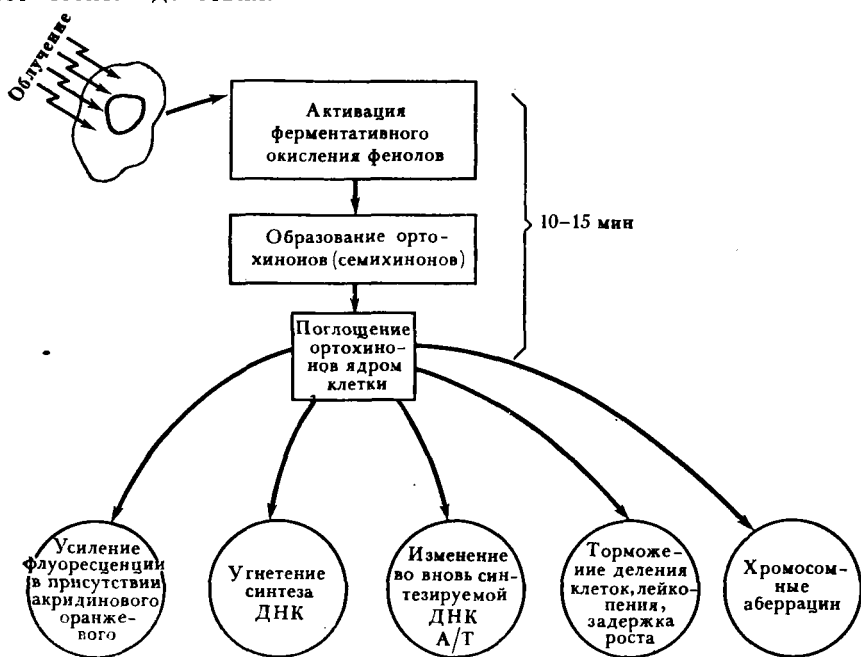 Облучение
Активация
ферментативного
окисления фенолов
10–15 мин
Образование орто-
хинонов (семихинонов)
Поглощение
ортохино-
нов ядром
клетки
Усиление
флуоресценции
в присутствии
акридинового
оранже-
вого
Угнетение
синтеза
ДНК
Изменение
во вновь син-
тезируемой
ДНК
А/Т
Торможе-
ние деления
клеток, лейко-
пения,
задержка
роста
Хромосом-
ные
аберрации